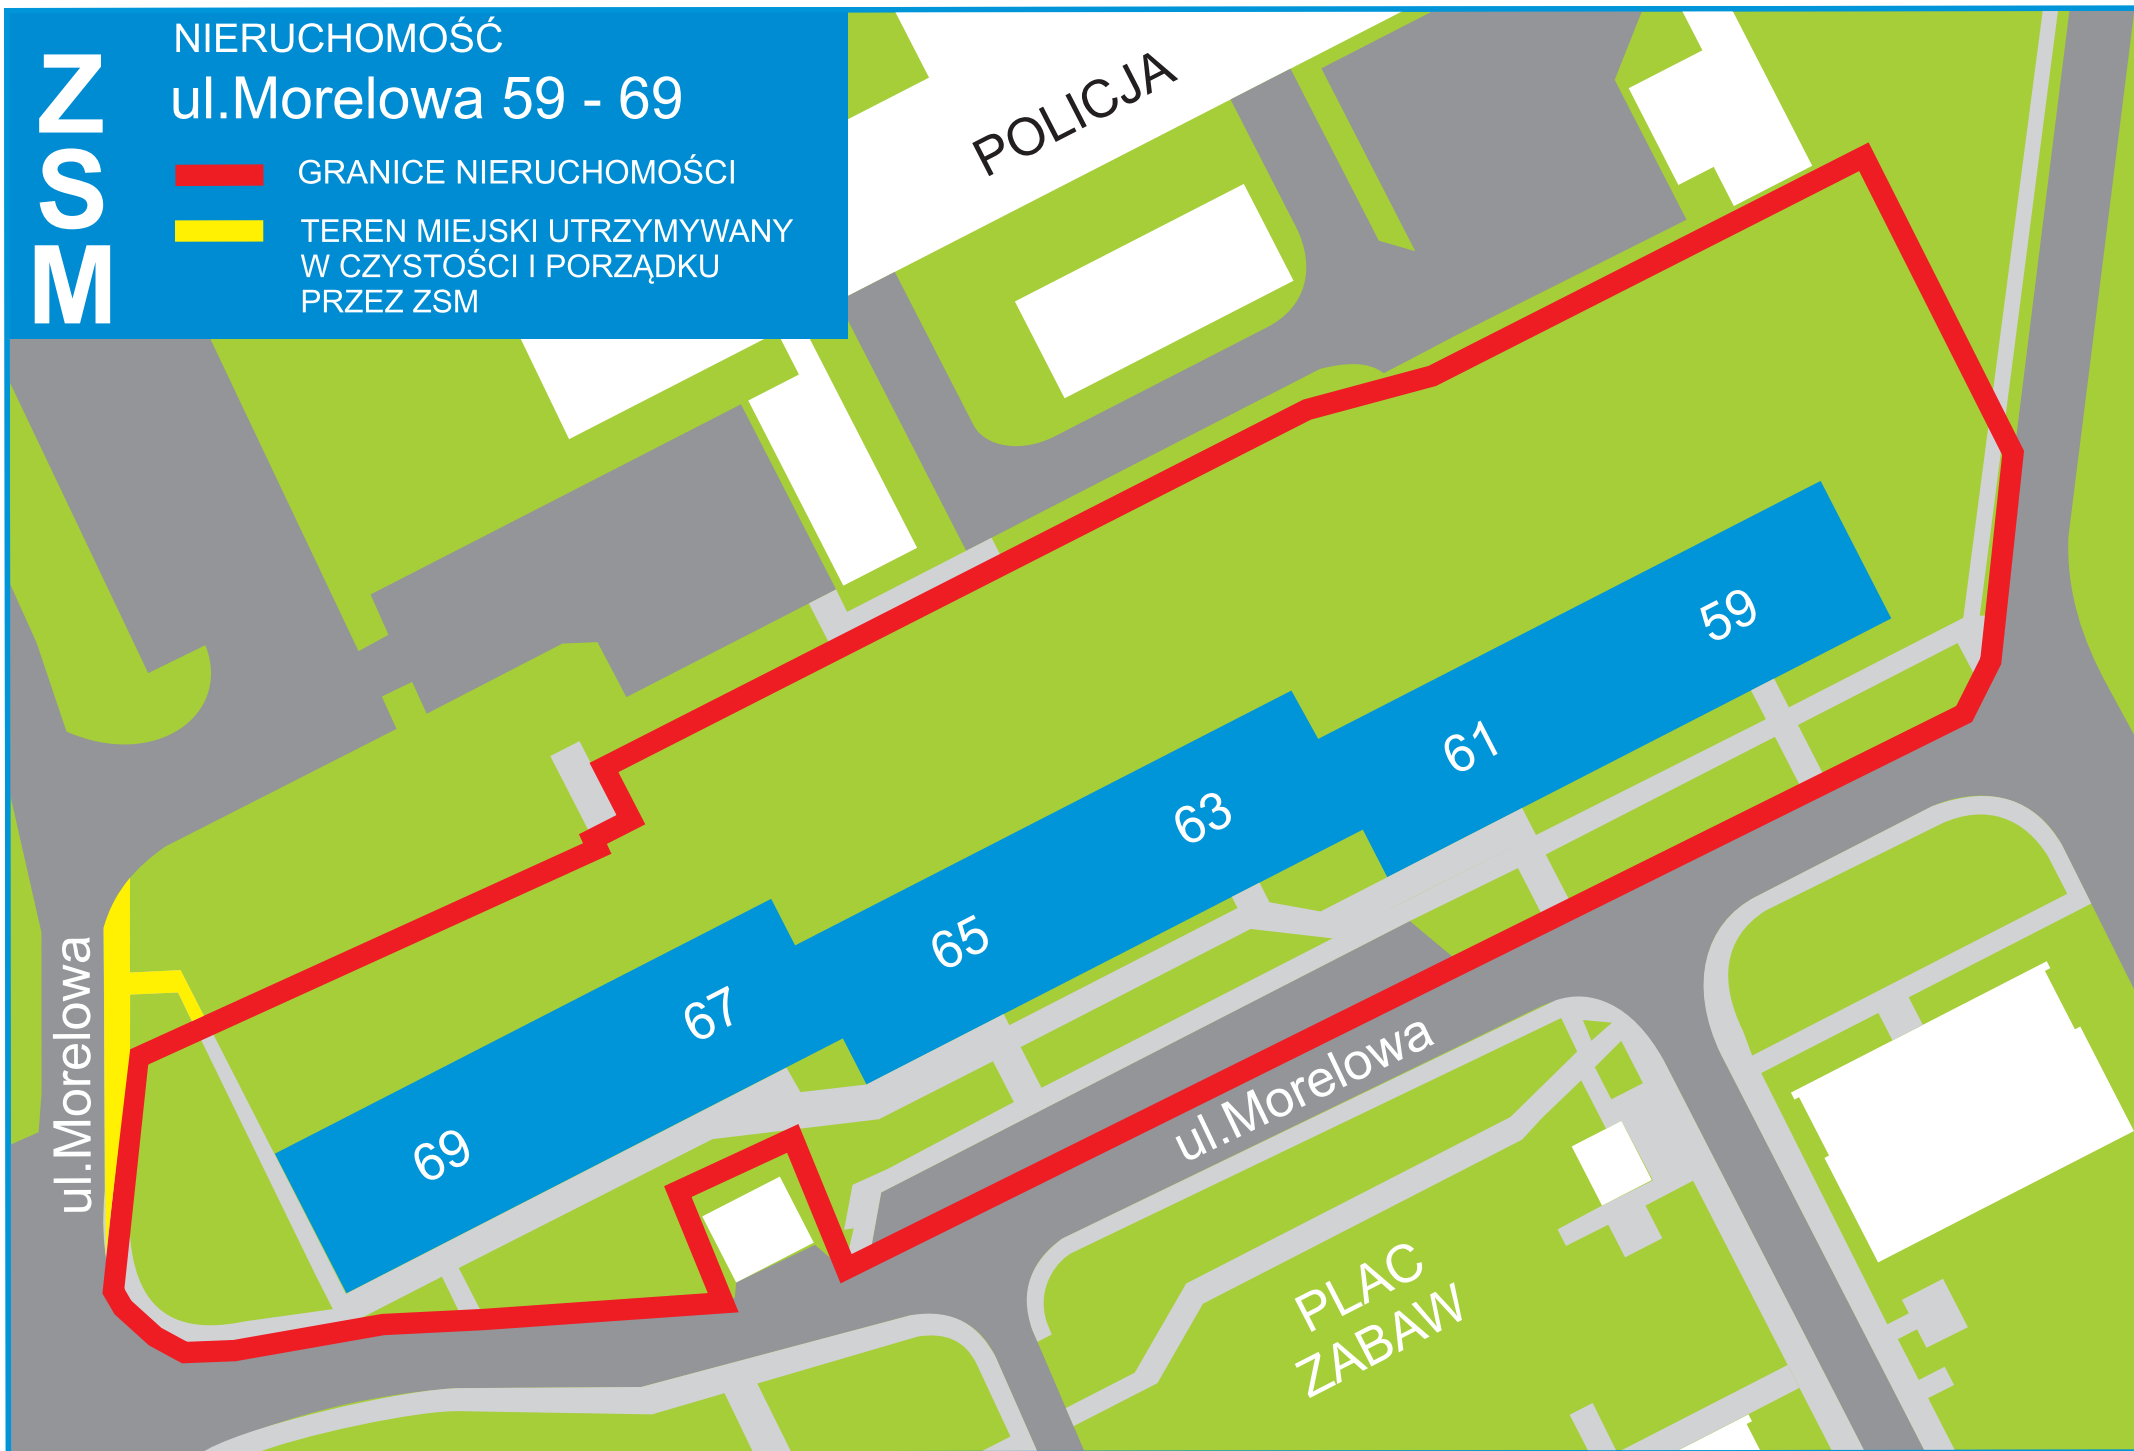 ZSM
NIERUCHOMOŚĆ
ul.Morelowa 59 - 69
GRANICE NIERUCHOMOŚCI
TEREN MIEJSKI UTRZYMYWANY
W CZYSTOŚCI I PORZĄDKU
PRZEZ ZSM
POLICJA
59
61
63
65
67
69
ul.Morelowa
ul.Morelowa
PLAC
ZABAW